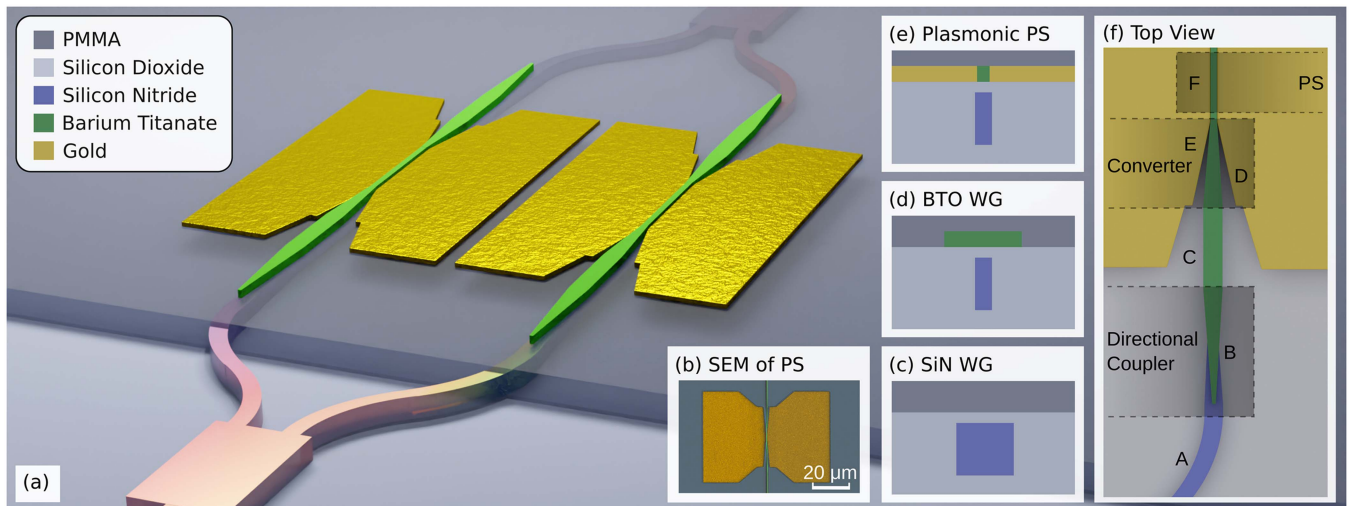 PMMA
Silicon Dioxide
Silicon Nitride
Barium Titanate
Gold
(a)
(b) SEM of PS
20 μm
(e) Plasmonic PS
(d) BTO WG
(c) SiN WG
(f) Top View
F
PS
E
Converter
D
C
Directional
Coupler
B
A